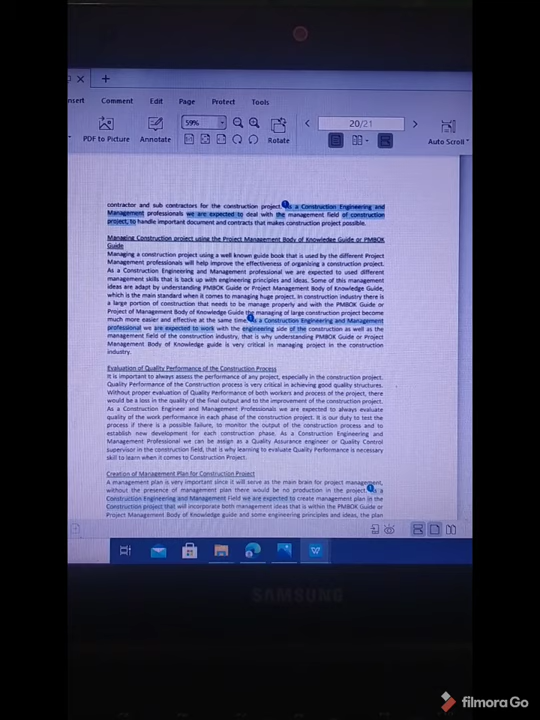 nsert Comment Edit Page Protect Tools
59%
20/21
PDF to Picture Annotate Rotate Auto Scroll
contractor and sub contractors for the construction project. As a Construction Engineering and
Management professionals we are expected to deal with the management field of construction
project, to handle important document and contracts that makes construction project possible.
Managing Construction project using the Project Management Body of Knowledge Guide or PMBOK
Guide
Managing a construction project using a well known guide book that is used by the different Project
Management professionals will help improve the effectiveness of organizing a construction project.
As a Construction Engineering and Management professional we are expected to used different
management skills that is back up with engineering principles and ideas. Some of this management
ideas are adapt by understanding PMBOK Guide or Project Management Body of Knowledge Guide,
which is the main standard when it comes to managing huge project. In construction industry there is
a large portion of construction that needs to be manage properly and with the PMBOK Guide or
Project of Management Body of Knowledge Guide the managing of large construction project become
much more easier and effective at the same time. As a Construction Engineering and Management
professional we are expected to work with the engineering side of the construction as well as the
management field of the construction industry, that is why understanding PMBOK Guide or Project
Management Body of Knowledge guide is very critical in managing project in the construction
industry.
Evaluation of Quality Performance of the Construction Process
It is important to always assess the performance of any project, especially in the construction project.
Quality Performance of the Construction process is very critical in achieving good quality structures.
Without proper evaluation of Quality Performance of both workers and process of the project, there
would be a loss in the quality of the final output and to the improvement of the construction project.
As a Construction Engineer and Management Professionals we are expected to always evaluate
quality of the work performance in each phase of the construction project. It is our duty to test the
process if there is a possible failure, to monitor the output of the construction process and to
establish new development for each construction phase. As a Construction Engineering and
Management Professional we can be assign as a Quality Assurance engineer or Quality Control
supervisor in the construction field, that is why learning to evaluate Quality Performance is necessary
skill to learn when it comes to Construction Project.
Creation of Management Plan for Construction Project
A management plan is very important since it will serve as the main brain for project management,
without the presence of management plan there would be no production in the project. As a
Construction Engineering and Management Field we are expected to create management plan in the
Construction project that will incorporate both management ideas that is within the PMBOK Guide or
Project Management Body of Knowledge guide and some engineering principles and ideas, the plan
SAMSUNG
filmora Go